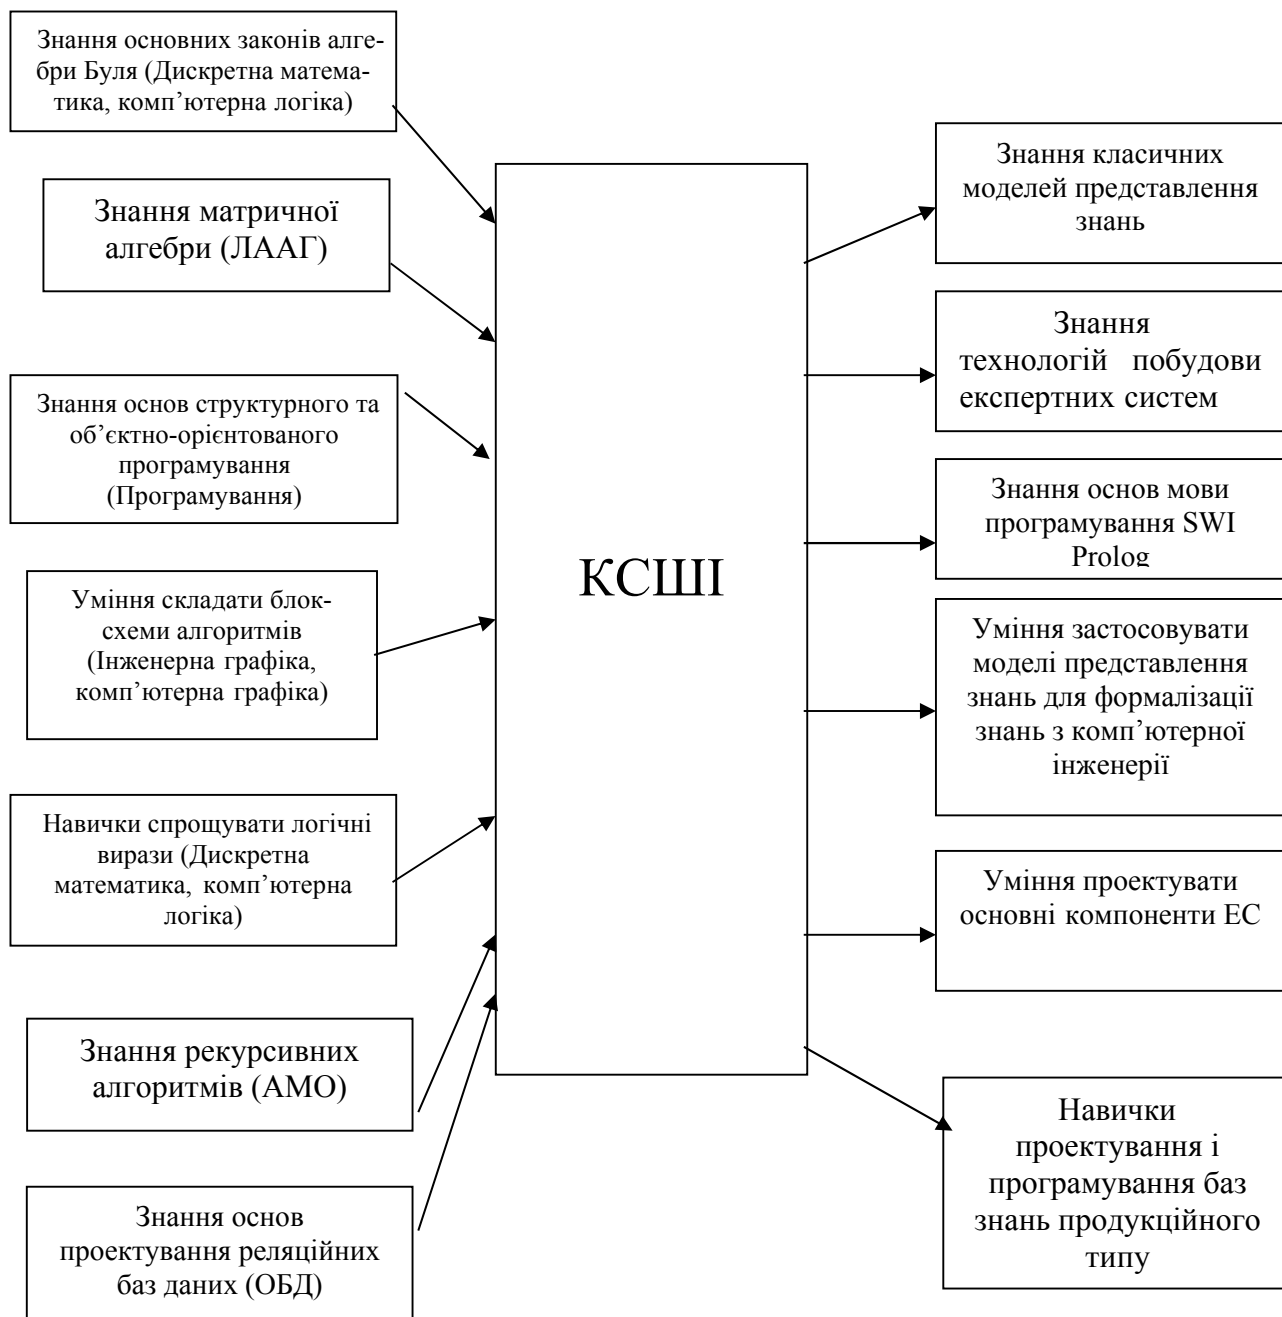 Знання основних законів алге-
бри Буля (Дискретна матема-
тика, комп’ютерна логіка)
Знання матричної
алгебри (ЛААГ)
Знання основ структурного та
об’єктно-орієнтованого
програмування
(Програмування)
Уміння складати блок-
схеми алгоритмів
(Інженерна графіка,
комп’ютерна графіка)
Навички спрощувати логічні
вирази (Дискретна
математика, комп’ютерна
логіка)
Знання рекурсивних
алгоритмів (АМО)
Знання основ
проектування реляційних
баз даних (ОБД)
КСШІ
Знання класичних
моделей представлення
знань
Знання
технологій побудови
експертних систем
Знання основ мови
програмування SWI
Prolog
Уміння застосовувати
моделі представлення
знань для формалізації
знань з комп’ютерної
інженерії
Уміння проектувати
основні компоненти ЕС
Навички
проектування і
програмування баз
знань продукційного
типу